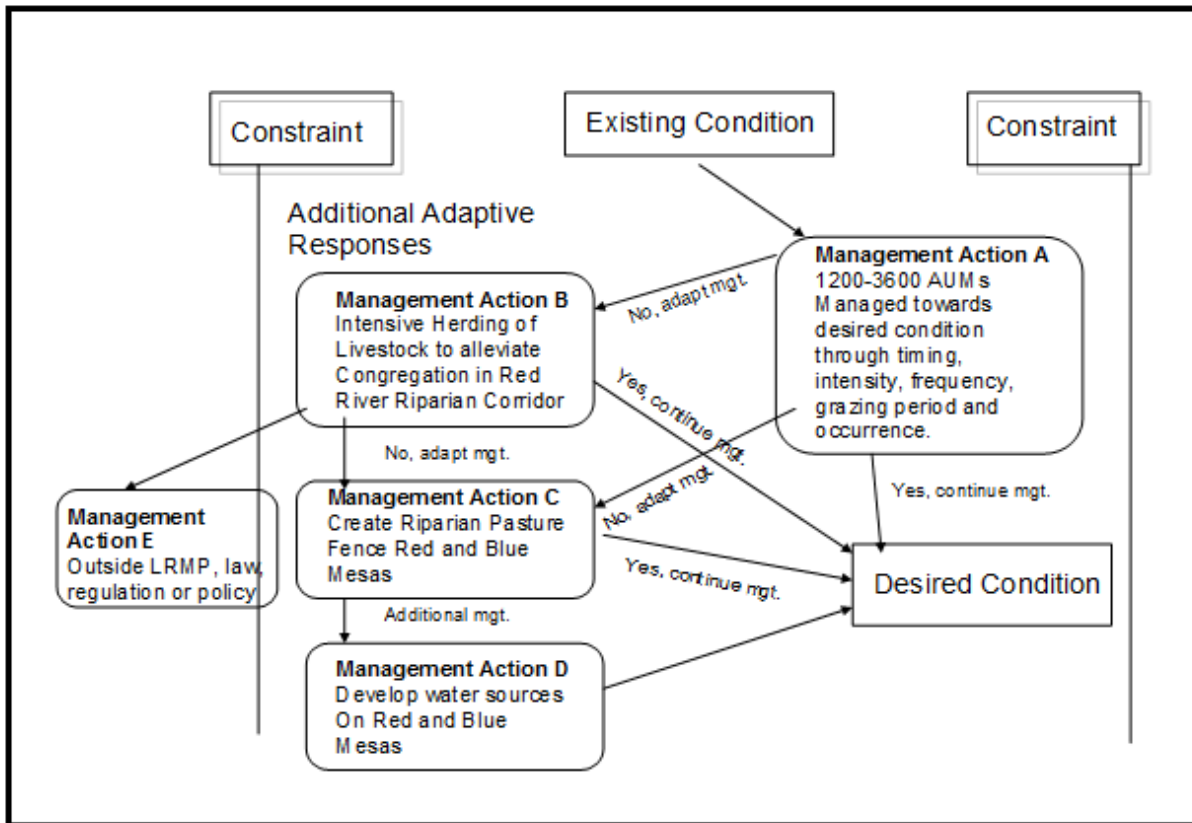 Constraint
Existing Condition
Constraint
Additional Adaptive
Responses
Management Action A
1200-3600 AUMs
Managed towards
desired condition
through timing,
intensity, frequency,
grazing period and
occurrence.
No, adapt mgt.
Management Action B
Intensive Herding of
Livestock to alleviate
Congregation in Red
River Riparian Corridor
Yes, continue mgt.
No, adapt mgt.
No, adapt mgt.
Yes, continue mgt.
Management Action C
Create Riparian Pasture
Fence Red and Blue
Mesas
Yes, continue mgt.
Management
Action E
Outside LRMP, law,
regulation or policy
Desired Condition
Additional mgt.
Management Action D
Develop water sources
On Red and Blue
Mesas